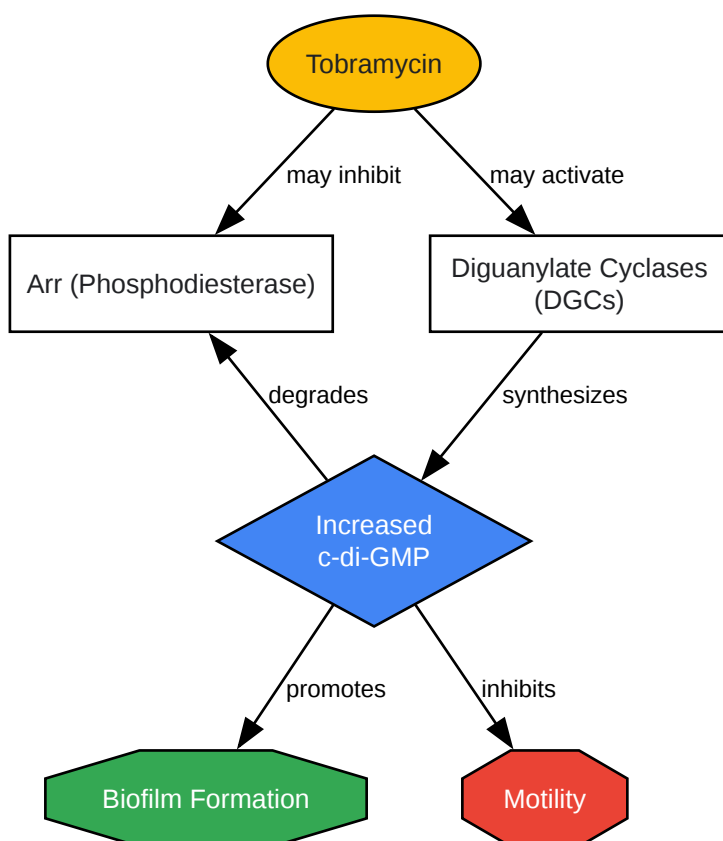 Tobramycin
may inhibit
may activate
Arr (Phosphodiesterase)
Diguanylate Cyclases
(DGCs)
degrades
synthesizes
Increased
c-di-GMP
promotes
inhibits
Biofilm Formation
Motility